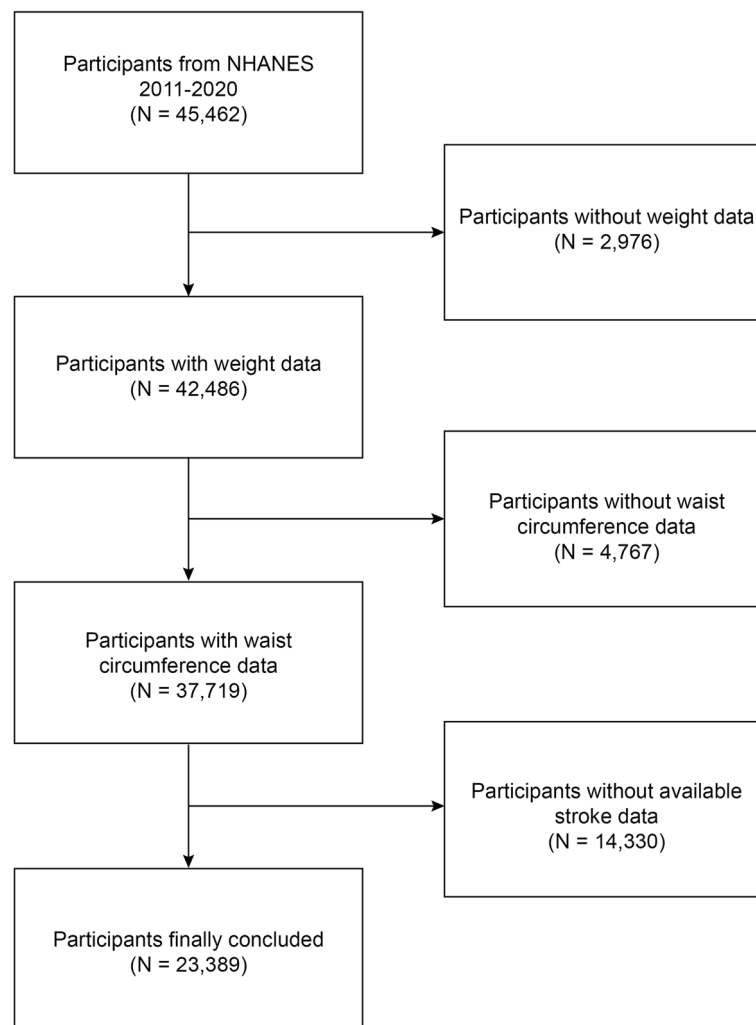 Participants from NHANES
2011-2020
(N = 45,462)
Participants without weight data
(N = 2,976)
Participants with weight data
(N = 42,486)
Participants without waist
circumference data
(N = 4,767)
Participants with waist
circumference data
(N = 37,719)
Participants without available
stroke data
(N = 14,330)
Participants finally concluded
(N = 23,389)